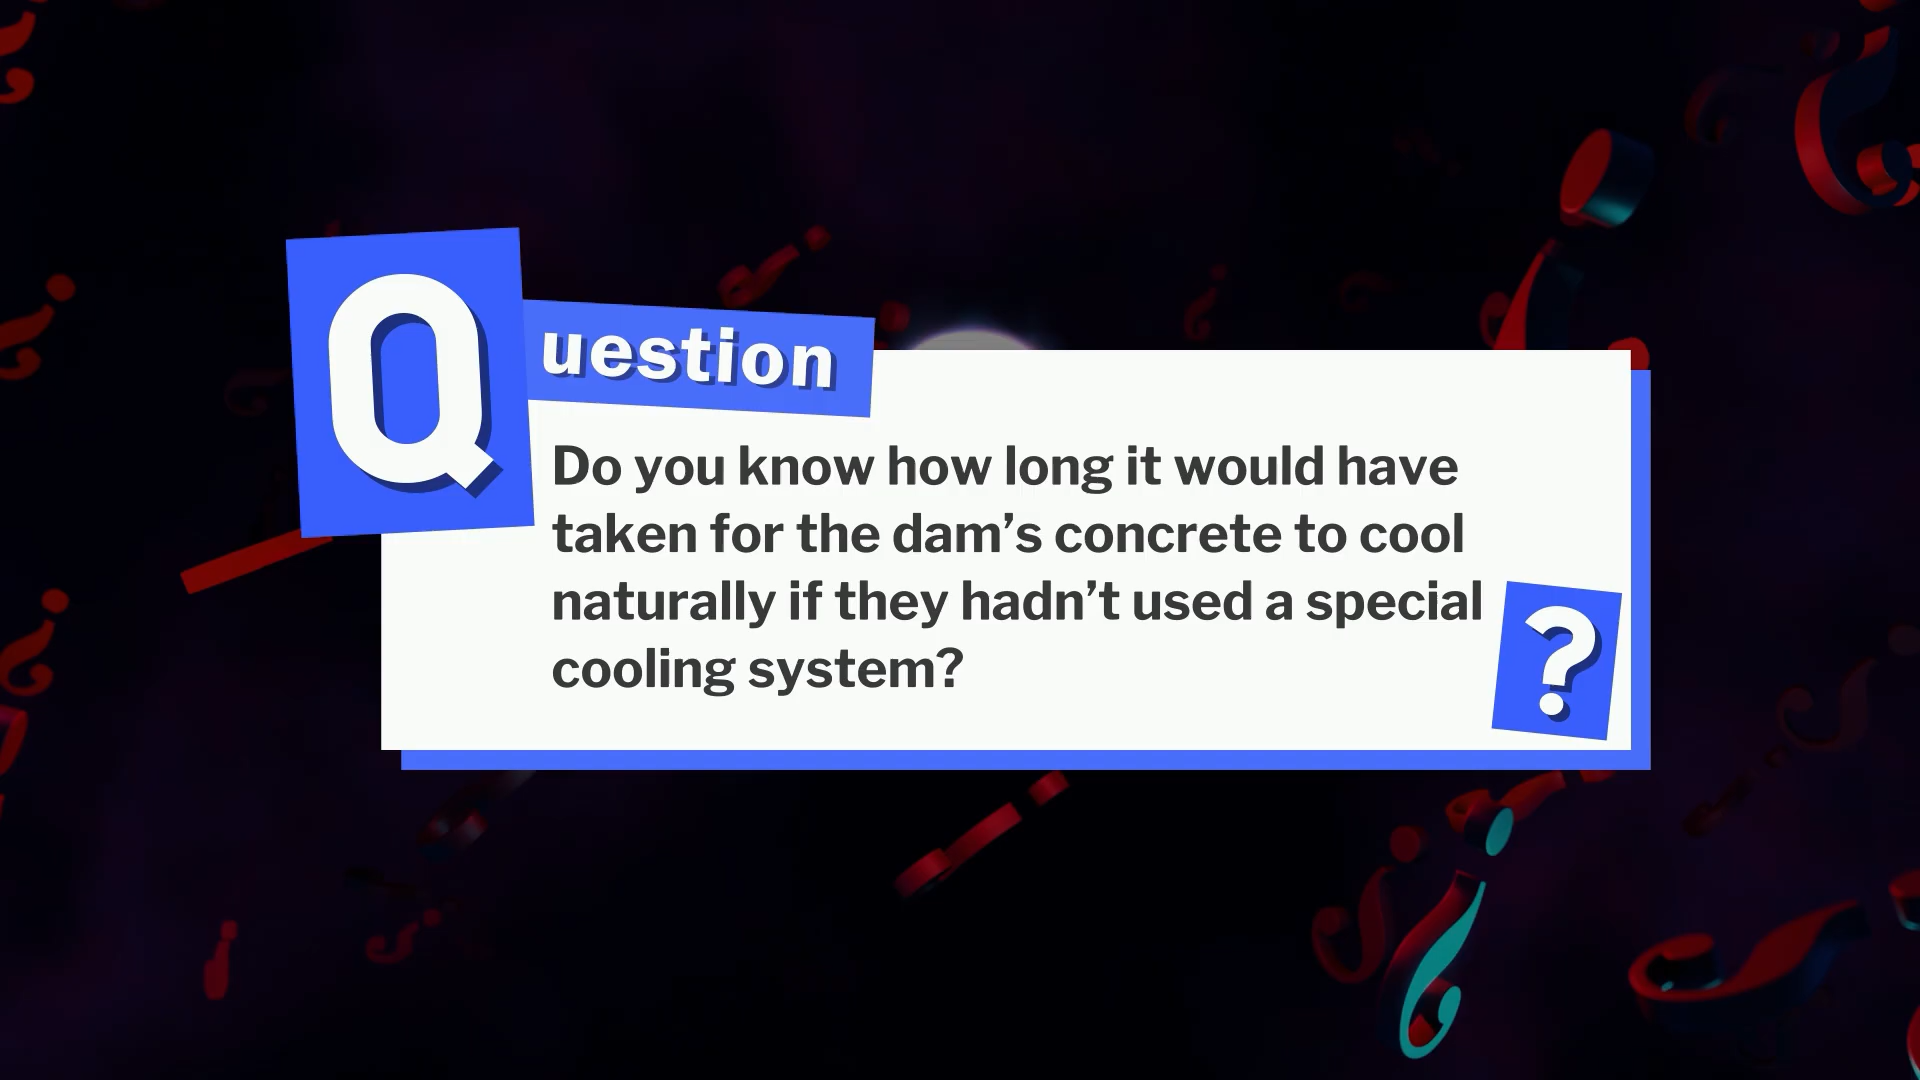 Question
Do you know how long it would have
taken for the dam’s concrete to cool
naturally if they hadn’t used a special
cooling system?
?